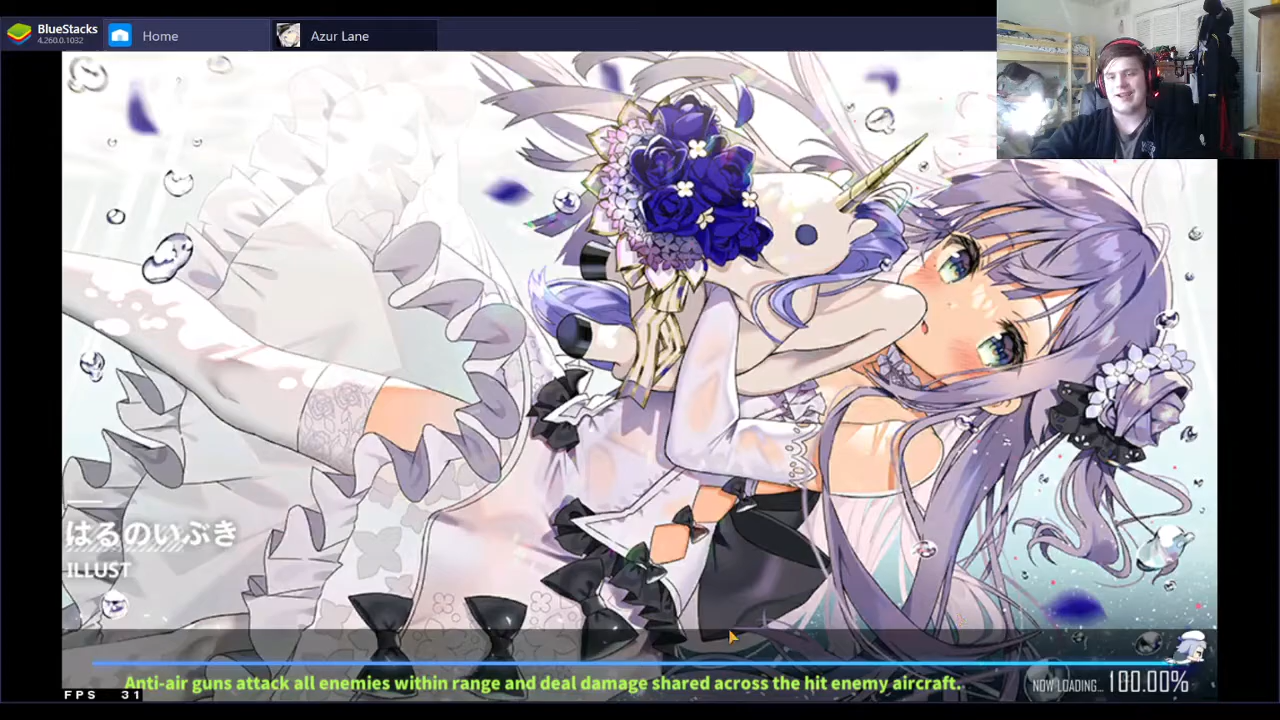 BlueStacks
4.260.0.1032
Home
Azur Lane
はるのいぶき
ILLUST
Anti-air guns attack all enemies within range and deal damage shared across the hit enemy aircraft.
NOW LOADING... 100.00%
FPS 31